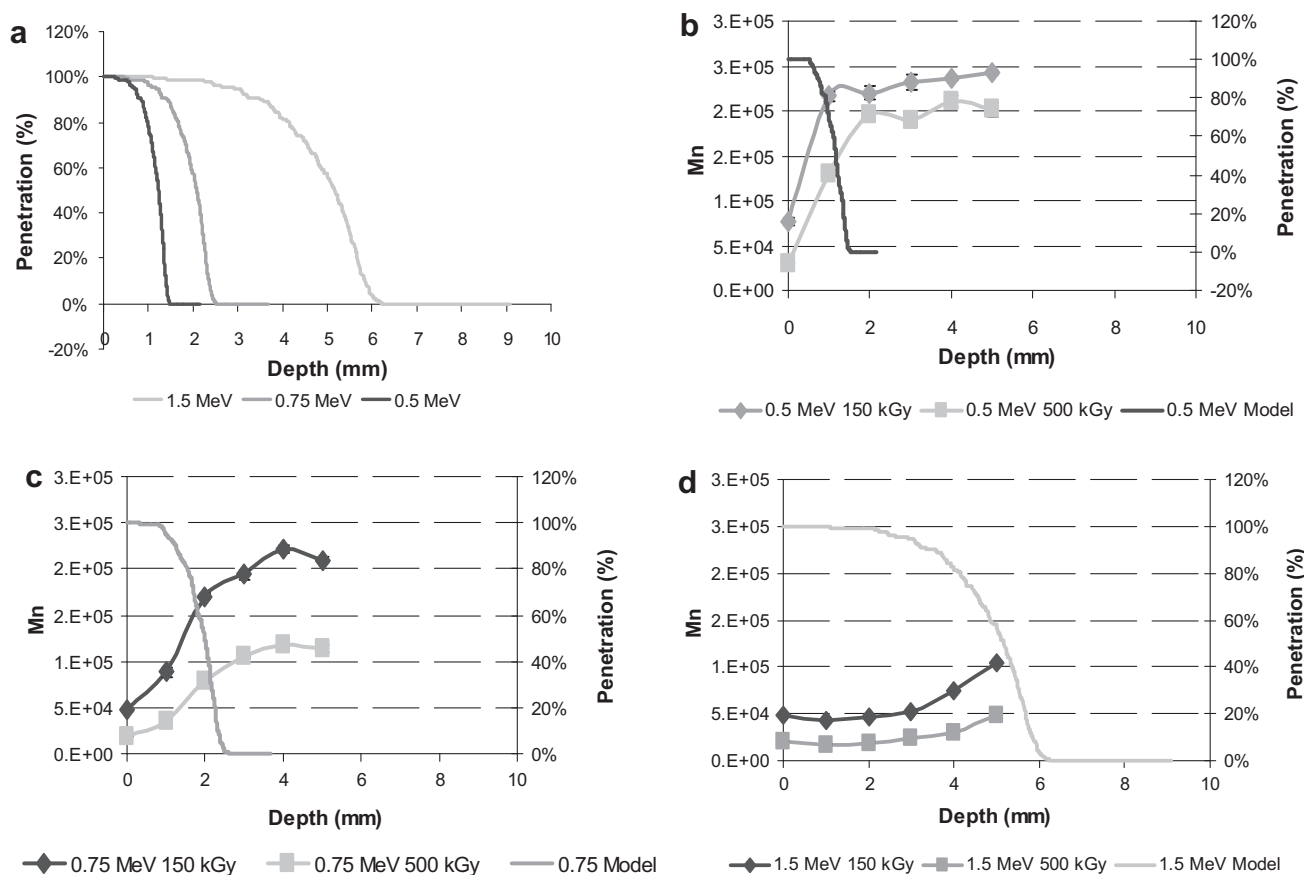 a
120%
100%
80%
60%
40%
20%
0%
-20%
Penetration (%)
0 1 2 3 4 5 6 7 8 9 10
Depth (mm)
1.5 MeV 0.75 MeV 0.5 MeV
b
3.E+05
3.E+05
2.E+05
2.E+05
1.E+05
5.E+04
0.E+00
Mn
120%
100%
80%
60%
40%
20%
0%
-20%
Penetration (%)
0 2 4 6 8 10
Depth (mm)
0.5 MeV 150 kGy 0.5 MeV 500 kGy 0.5 MeV Model
c
3.E+05
3.E+05
2.E+05
2.E+05
1.E+05
5.E+04
0.E+00
Mn
120%
100%
80%
60%
40%
20%
0%
Penetration (%)
0 2 4 6 8 10
Depth (mm)
0.75 MeV 150 kGy 0.75 MeV 500 kGy 0.75 Model
d
3.E+05
3.E+05
2.E+05
2.E+05
1.E+05
5.E+04
0.E+00
Mn
120%
100%
80%
60%
40%
20%
0%
Penetration (%)
0 2 4 6 8 10
Depth (mm)
1.5 MeV 150 kGy 1.5 MeV 500 kGy 1.5 MeV Model